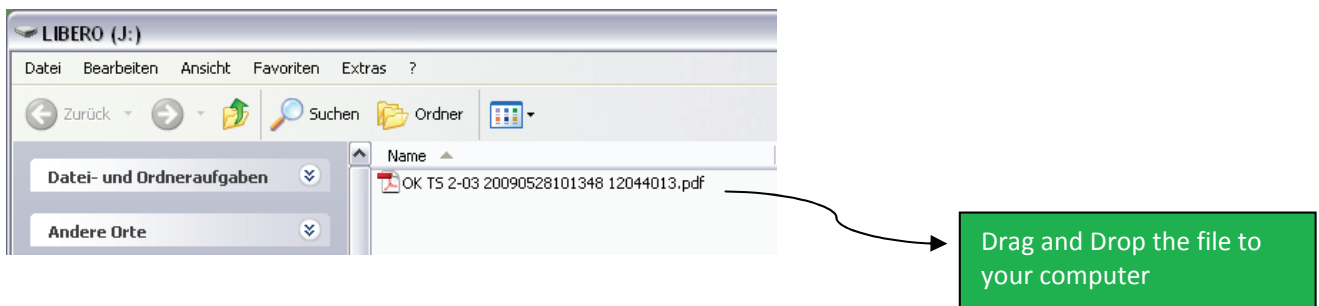 LIBERO (J:)
Datei Bearbeiten Ansicht Favoriten Extras ?
Zurück Suchen Ordner
Name
Datei- und Ordneraufgaben
OK TS 2-03 20090528101348 12044013.pdf
Andere Orte
Drag and Drop the file to
your computer